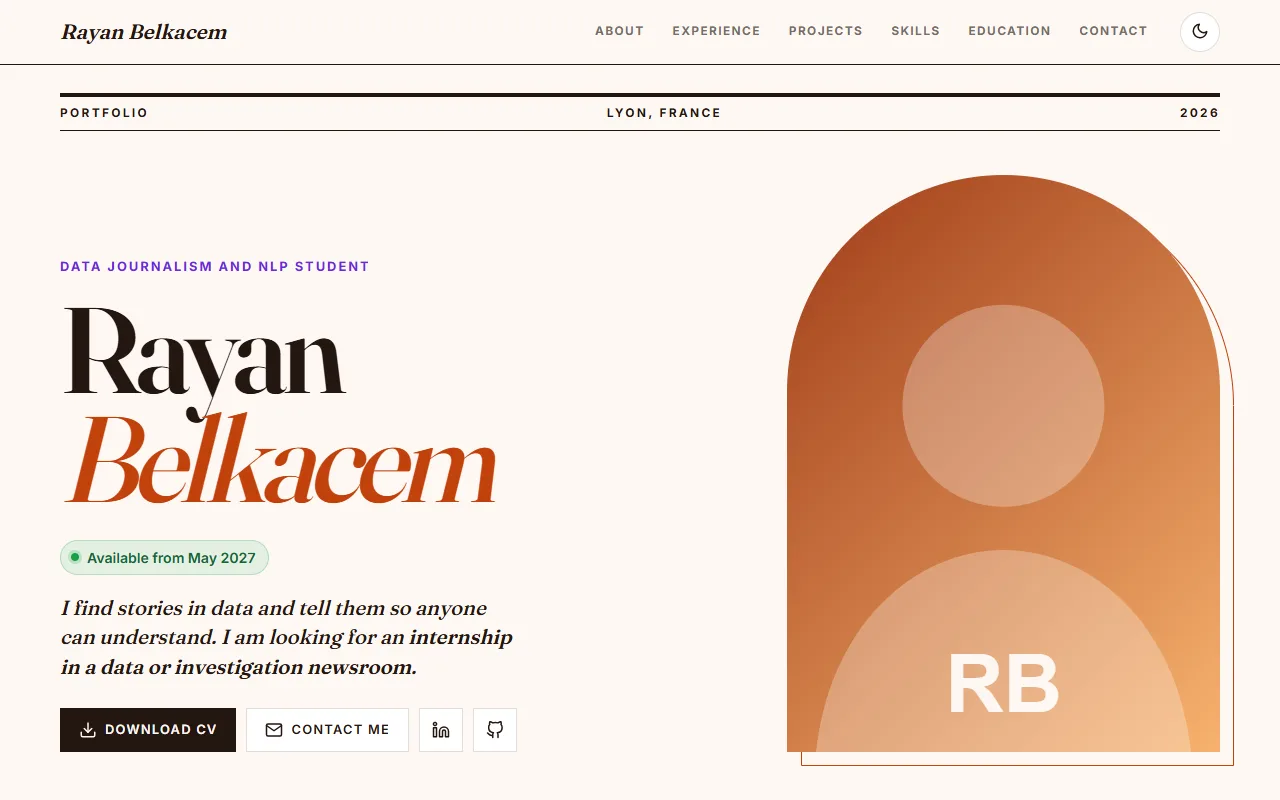 Rayan Belkacem
ABOUT EXPERIENCE PROJECTS SKILLS EDUCATION CONTACT
PORTFOLIO LYON, FRANCE 2026
DATA JOURNALISM AND NLP STUDENT
Rayan
Belkacem
Available from May 2027
I find stories in data and tell them so anyone
can understand. I am looking for an internship
in a data or investigation newsroom.
DOWNLOAD CV CONTACT ME in
RB